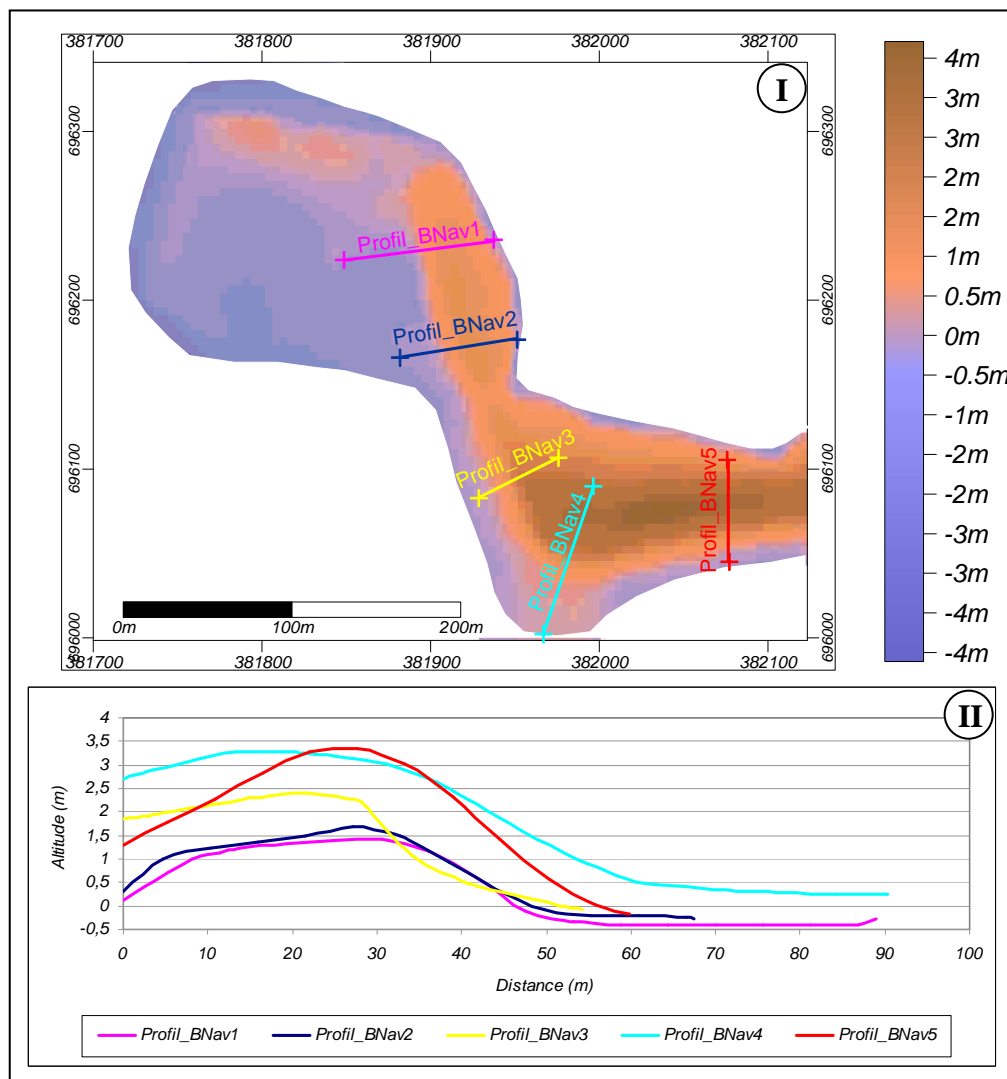 381700 381800 381900 382000 382100
I
696300 696300
696200 696200
696100 696100
696000 696000
Profil_BNav1
Profil_BNav2
Profil_BNav3
Profil_BNav4
Profil_BNav5
0m 100m 200m
381700 381800 381900 382000 382100
4m
3m
3m
2m
2m
1m
0.5m
0m
-0.5m
-1m
-2m
-2m
-3m
-3m
-4m
-4m
II
Altitude (m)
4
3,5
3
2,5
2
1,5
1
0,5
0
-0,5
0 10 20 30 40 50 60 70 80 90 100
Distance (m)
Profil_BNav1 Profil_BNav2 Profil_BNav3 Profil_BNav4 Profil_BNav5